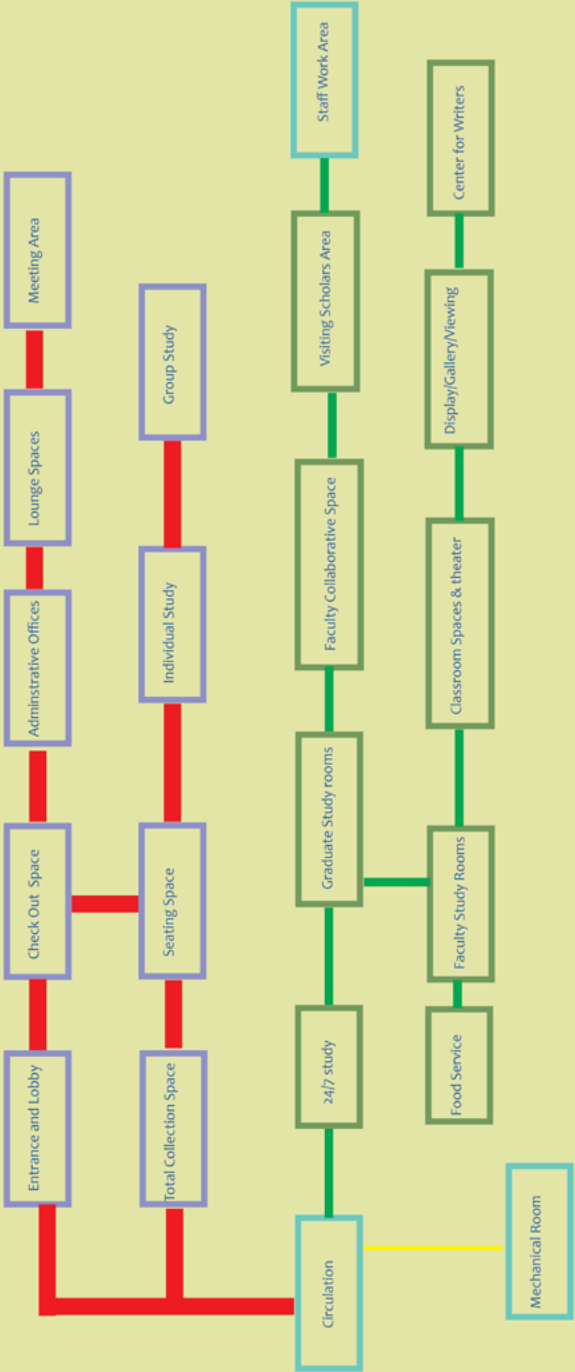 Entrance and Lobby
Check Out Space
Adminstrative Offices
Lounge Spaces
Meeting Area
Total Collection Space
Seating Space
Individual Study
Group Study
Circulation
24/7 study
Graduate Study rooms
Faculty Collaborative Space
Visiting Scholars Area
Staff Work Area
Food Service
Faculty Study Rooms
Classroom Spaces & theater
Display/Gallery/Viewing
Center for Writers
Mechanical Room